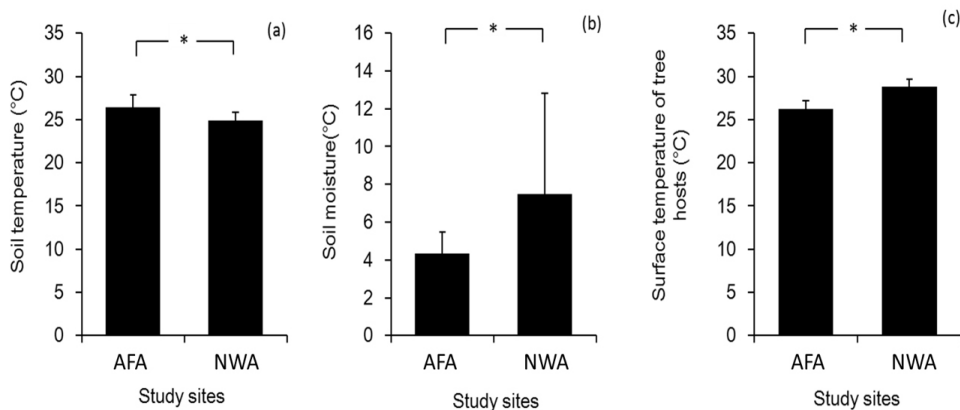 (a)
*
Soil temperature (°C)
35
30
25
20
15
10
5
0
AFA
NWA
Study sites
(b)
*
Soil moisture(°C)
16
14
12
10
8
6
4
2
0
AFA
NWA
Study sites
(c)
*
Surface temperature of tree
hosts (°C)
35
30
25
20
15
10
5
0
AFA
NWA
Study sites